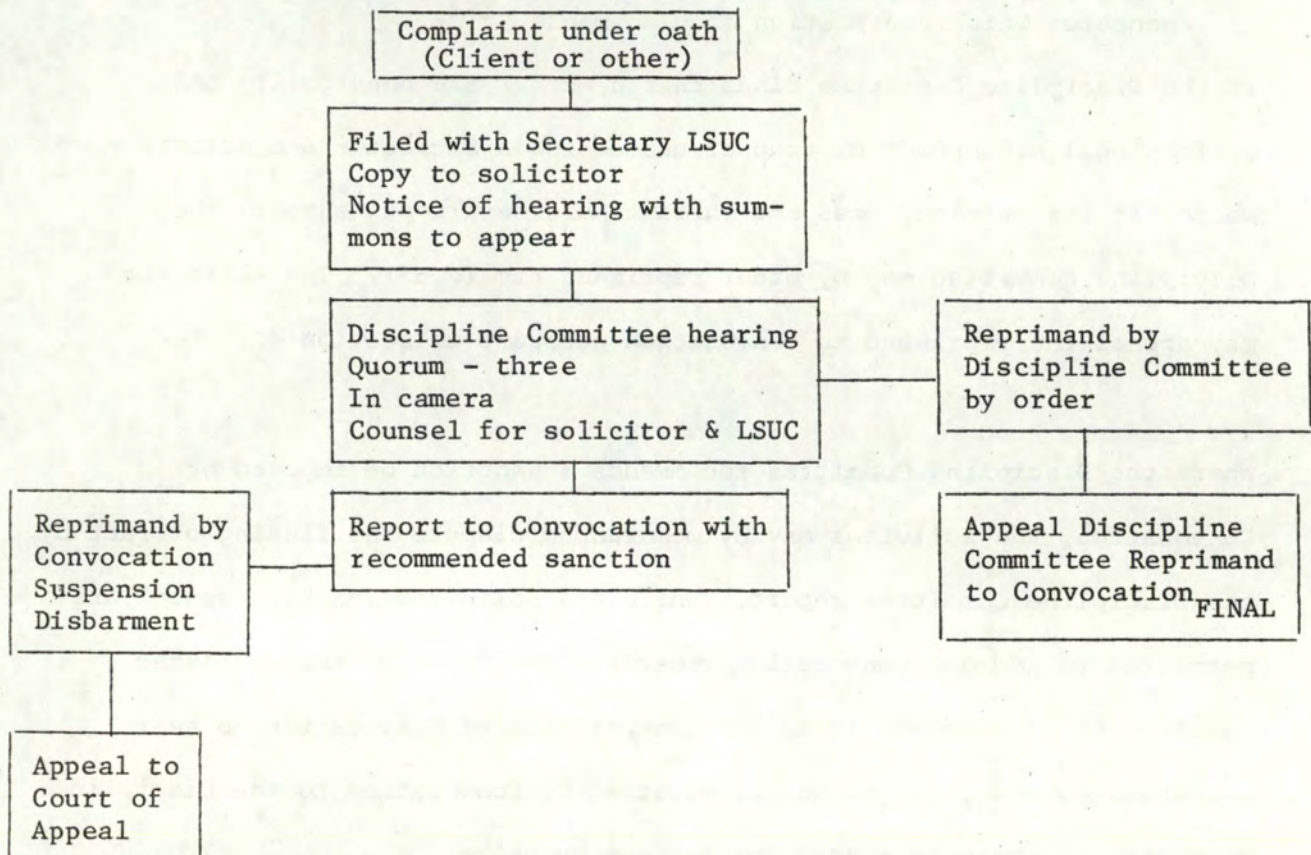 Complaint under oath
(Client or other)
Filed with Secretary LSUC
Copy to solicitor
Notice of hearing with sum-
mons to appear
Discipline Committee hearing
Quorum - three
In camera
Counsel for solicitor & LSUC
Reprimand by
Discipline Committee
by order
Appeal Discipline
Committee Reprimand
to Convocation FINAL
Report to Convocation with
recommended sanction
Reprimand by
Convocation
Suspension
Disbarment
Appeal to
Court of
Appeal